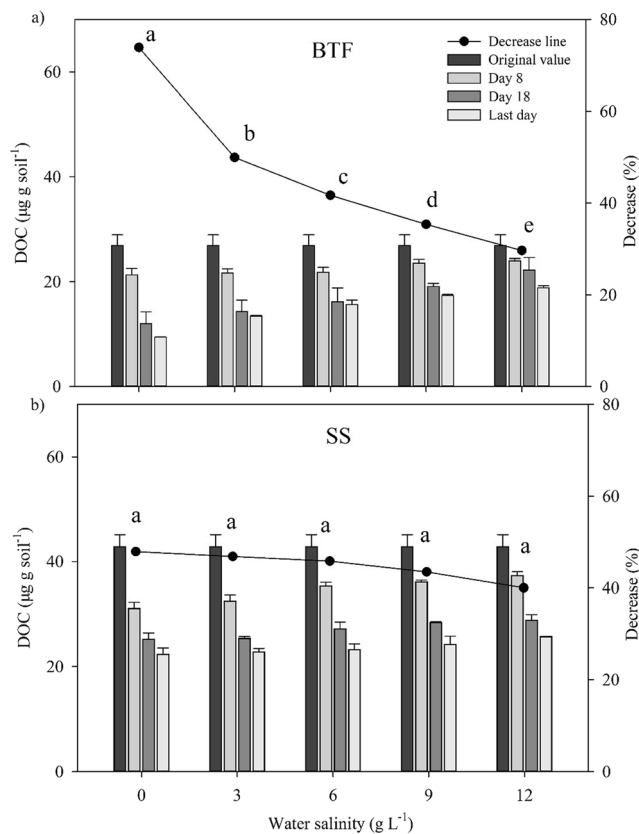 a)
BTF
Decrease line
Original value
Day 8
Day 18
Last day
a
b
c
d
e
DOC (µg g soil⁻¹)
60
40
20
0
Decrease (%)
80
60
40
20
0
b)
SS
a a a a a
DOC (µg g soil⁻¹)
60
40
20
0
Decrease (%)
80
60
40
20
0
0 3 6 9 12
Water salinity (g L⁻¹)